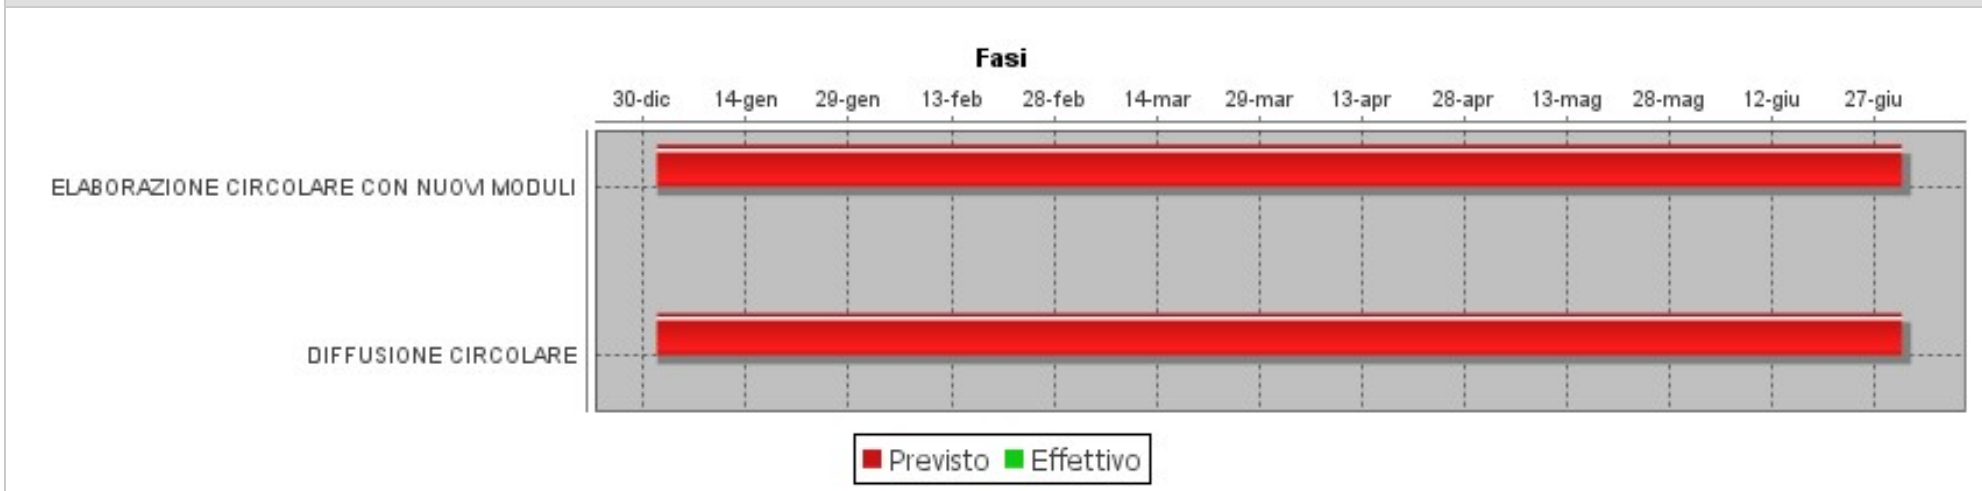 Fasi
30-dic 14-gen 29-gen 13-feb 28-feb 14-mar 29-mar 13-apr 28-apr 13-mag 28-mag 12-giu 27-giu
ELABORAZIONE CIRCOLARE CON NUOVI MODULI
DIFFUSIONE CIRCOLARE
Previsto Effettivo